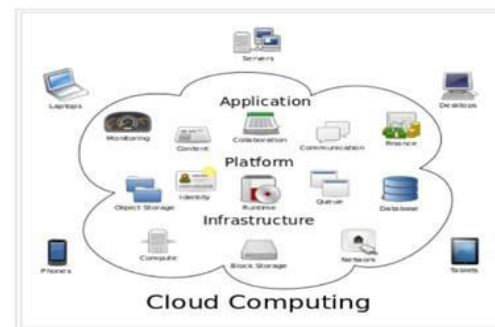 Servers
Laptops
Desktops
Application
Monitoring
Content
Collaboration
Communication
Finance
Platform
Object Storage
Identity
Runtime
Queue
Database
Infrastructure
Compute
Block Storage
Network
Phones
Tablets
Cloud Computing